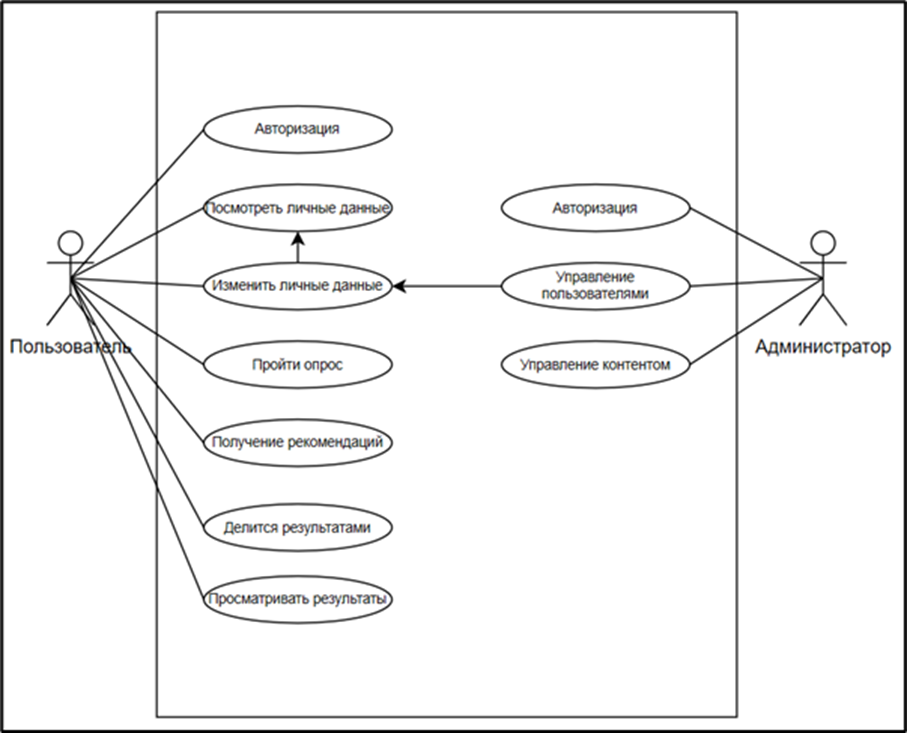 Авторизация
Посмотреть личные данные
Изменить личные данные
Пройти опрос
Получение рекомендаций
Делится результатами
Просматривать результаты
Пользователь
Авторизация
Управление
пользователями
Управление контентом
Администратор